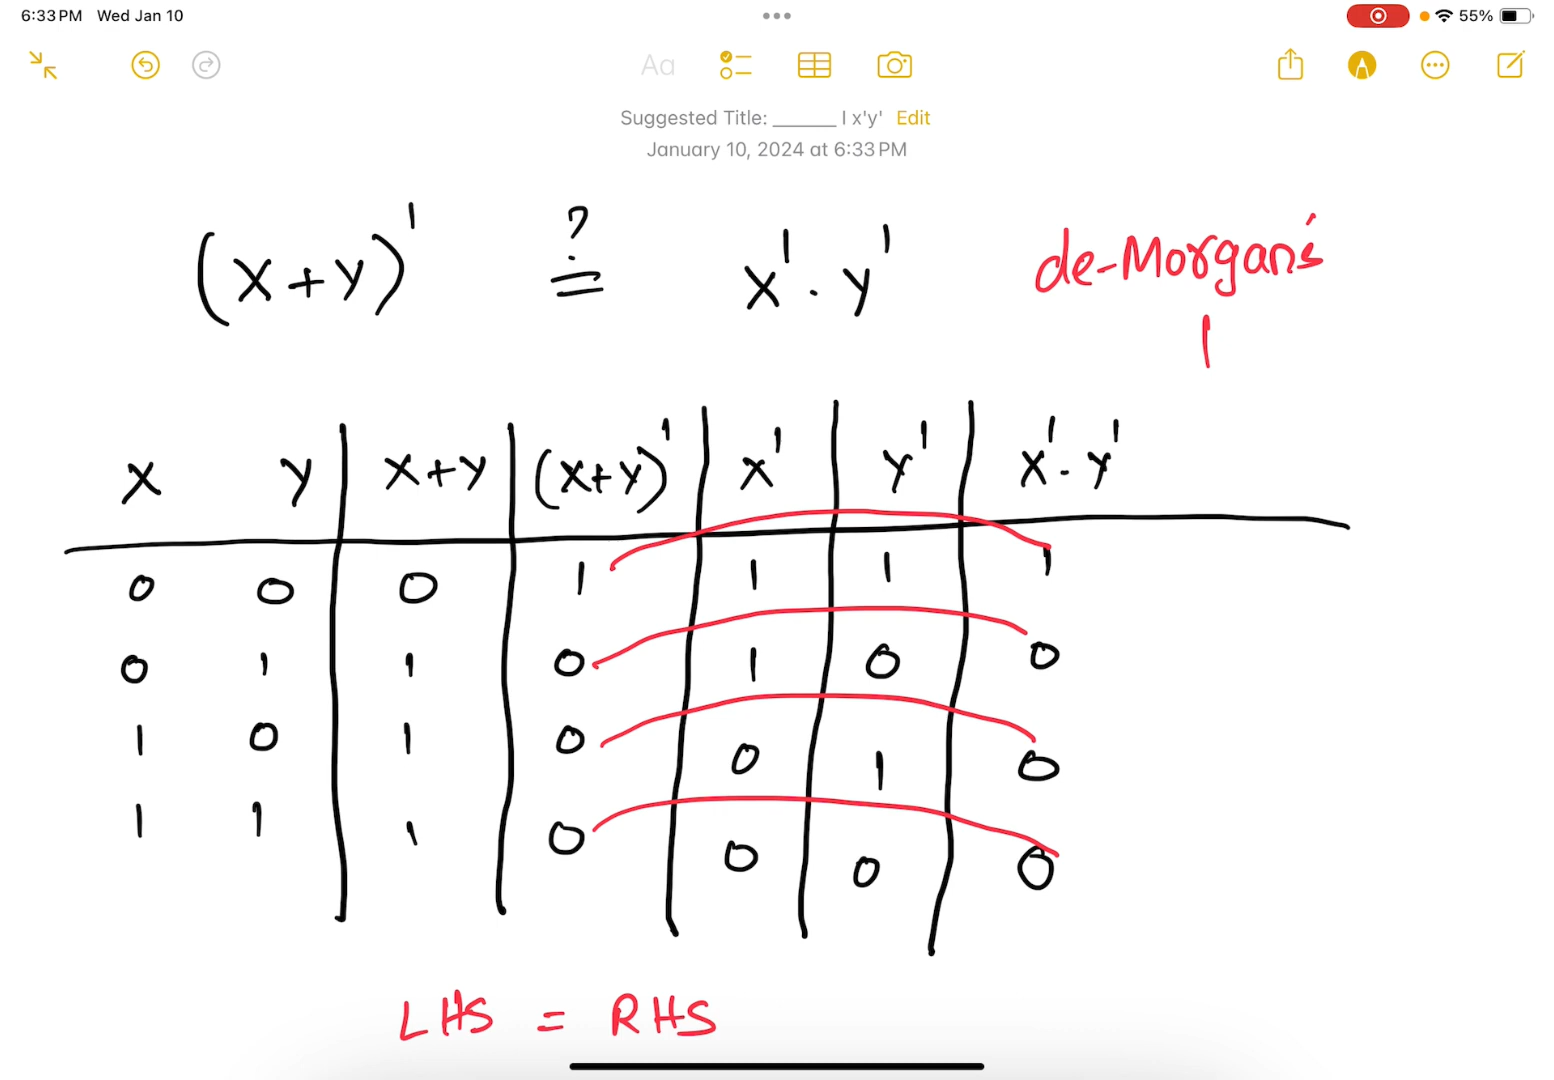 6:33 PM Wed Jan 10 55%
Aa
Suggested Title: ______ I x'y' Edit
January 10, 2024 at 6:33 PM
(x+y)' ?= x'.y' de-Morgan's
1
x y x+y (x+y)' x' y' x'.y'
0 0 0 1 1 1 1
0 1 1 0 1 0 0
1 0 1 0 0 1 0
1 1 1 0 0 0 0
LHS = RHS